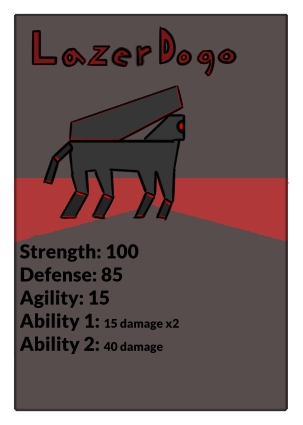 LazerDogo
Strength: 100
Defense: 85
Agility: 15
Ability 1: 15 damage x2
Ability 2: 40 damage